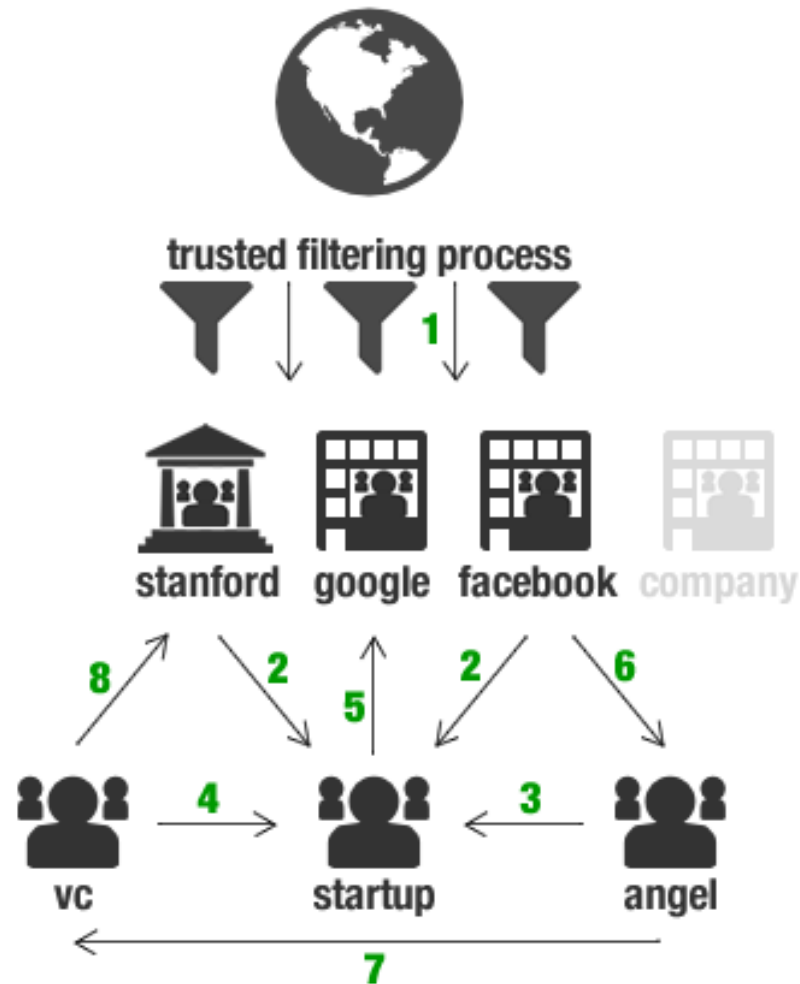 trusted filtering process
1
stanford google facebook company
8 2 5 2 6
4 3
vc startup angel
7